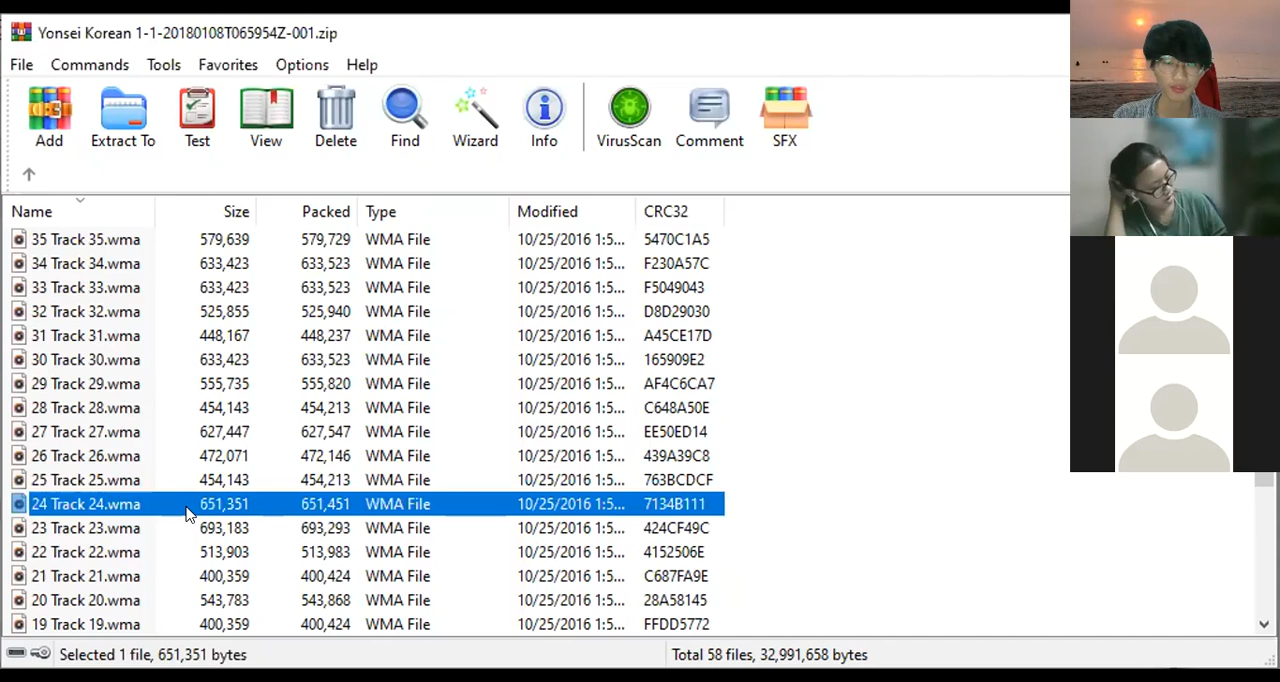 Yonsei Korean 1-1-20180108T065954Z-001.zip
File Commands Tools Favorites Options Help
Add Extract To Test View Delete Find Wizard Info VirusScan Comment SFX
Name Size Packed Type Modified CRC32
35 Track 35.wma 579,639 579,729 WMA File 10/25/2016 1:5... 5470C1A5
34 Track 34.wma 633,423 633,523 WMA File 10/25/2016 1:5... F230A57C
33 Track 33.wma 633,423 633,523 WMA File 10/25/2016 1:5... F5049043
32 Track 32.wma 525,855 525,940 WMA File 10/25/2016 1:5... D8D29030
31 Track 31.wma 448,167 448,237 WMA File 10/25/2016 1:5... A45CE17D
30 Track 30.wma 633,423 633,523 WMA File 10/25/2016 1:5... 165909E2
29 Track 29.wma 555,735 555,820 WMA File 10/25/2016 1:5... AF4C6CA7
28 Track 28.wma 454,143 454,213 WMA File 10/25/2016 1:5... C648A50E
27 Track 27.wma 627,447 627,547 WMA File 10/25/2016 1:5... EE50ED14
26 Track 26.wma 472,071 472,146 WMA File 10/25/2016 1:5... 439A39C8
25 Track 25.wma 454,143 454,213 WMA File 10/25/2016 1:5... 763BCDCF
24 Track 24.wma 651,351 651,451 WMA File 10/25/2016 1:5... 7134B111
23 Track 23.wma 693,183 693,293 WMA File 10/25/2016 1:5... 424CF49C
22 Track 22.wma 513,903 513,983 WMA File 10/25/2016 1:5... 4152506E
21 Track 21.wma 400,359 400,424 WMA File 10/25/2016 1:5... C687FA9E
20 Track 20.wma 543,783 543,868 WMA File 10/25/2016 1:5... 28A58145
19 Track 19.wma 400,359 400,424 WMA File 10/25/2016 1:5... FFDD5772
Selected 1 file, 651,351 bytes Total 58 files, 32,991,658 bytes